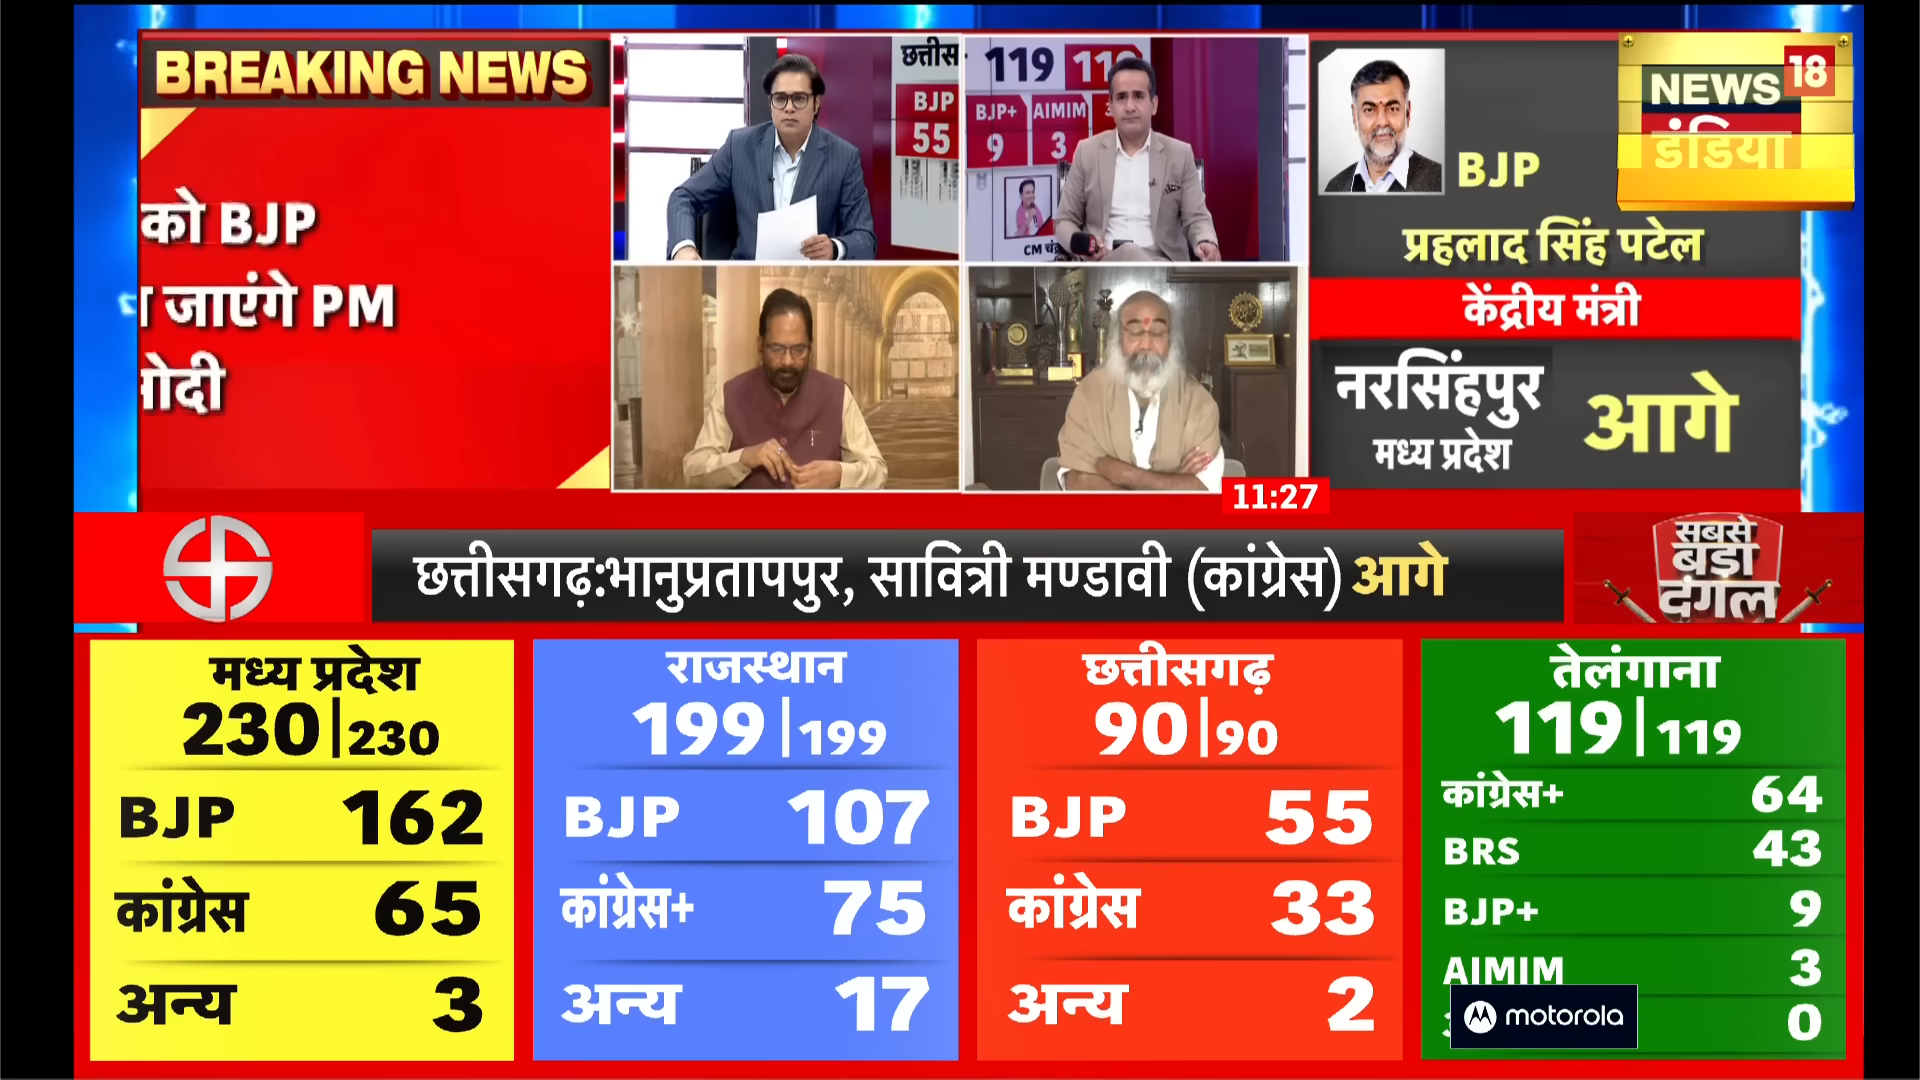 BREAKING NEWS
को BJP
जाएंगे PM
मोदी
छत्तीस
BJP
55
119
BJP+ AIMIM
9 3
CM
BJP
प्रहलाद सिंह पटेल
केंद्रीय मंत्री
नरसिंहपुर
मध्य प्रदेश
आगे
NEWS 18
इंडिया
11:27
छत्तीसगढ़:भानुप्रतापपुर, सावित्री मण्डावी (कांग्रेस) आगे
सबसे
बड़ा
दंगल
मध्य प्रदेश
230|230
BJP 162
कांग्रेस 65
अन्य 3
राजस्थान
199|199
BJP 107
कांग्रेस+ 75
अन्य 17
छत्तीसगढ़
90|90
BJP 55
कांग्रेस 33
अन्य 2
तेलंगाना
119|119
कांग्रेस+ 64
BRS 43
BJP+ 9
AIMIM 3
0
motorola